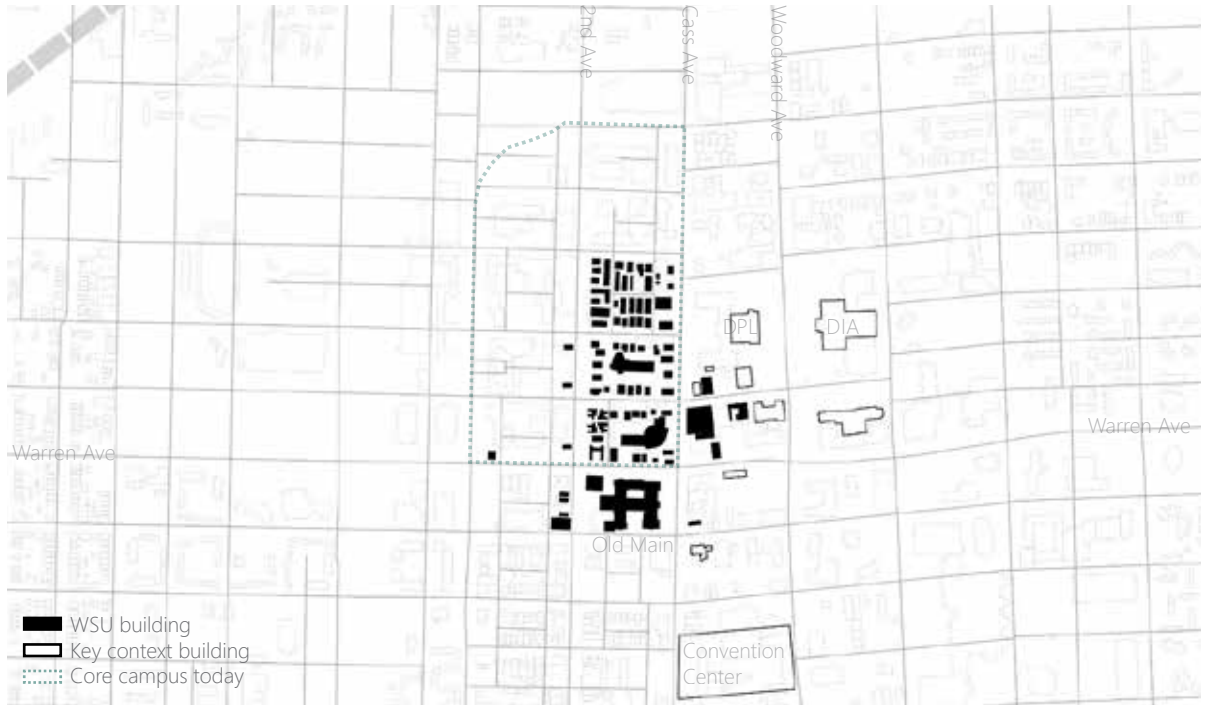 2nd Ave
Cass Ave
Woodward Ave
DPL
DIA
Warren Ave
Warren Ave
Old Main
WSU building
Key context building
Core campus today
Convention
Center